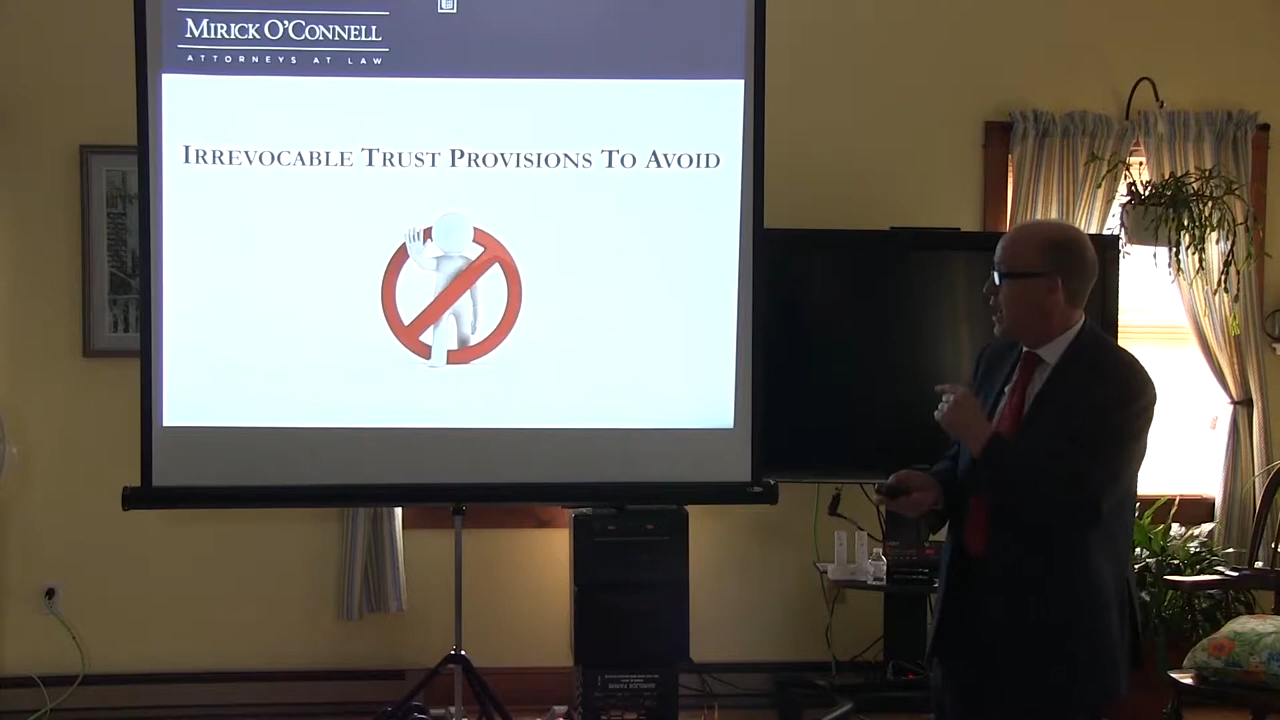 MIRICK O'CONNELL
ATTORNEYS AT LAW
IRREVOCABLE TRUST PROVISIONS TO AVOID